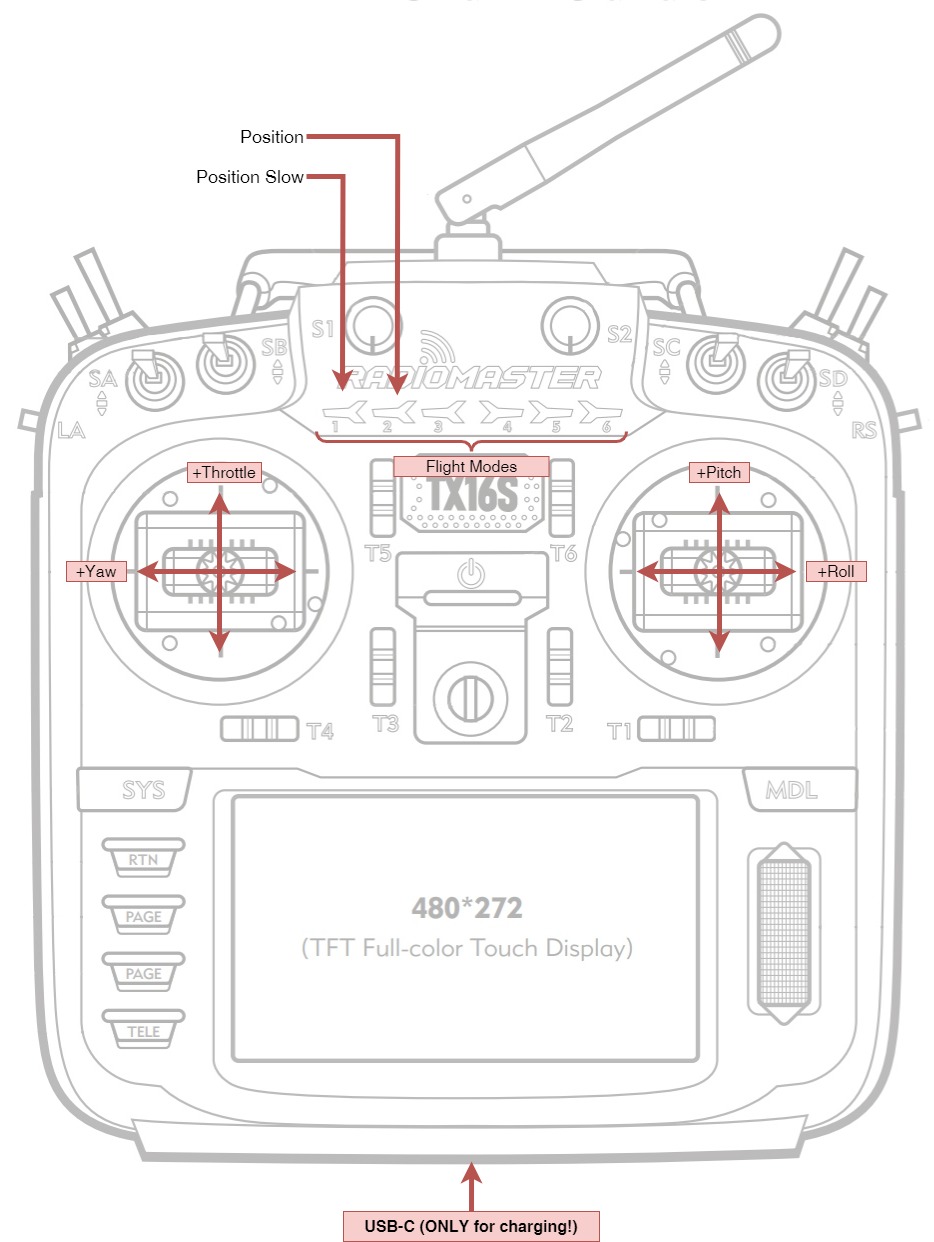 Position
Position Slow
S1
S2
SB
SC
SA
SD
RADIOMASTER
LA
RS
1 2 3 4 5 6
Flight Modes
+Throttle
+Pitch
TX16S
T5
T6
+Yaw
+Roll
T3
T2
T4
T1
SYS
MDL
RTN
PAGE
PAGE
TELE
480*272
(TFT Full-color Touch Display)
USB-C (ONLY for charging!)